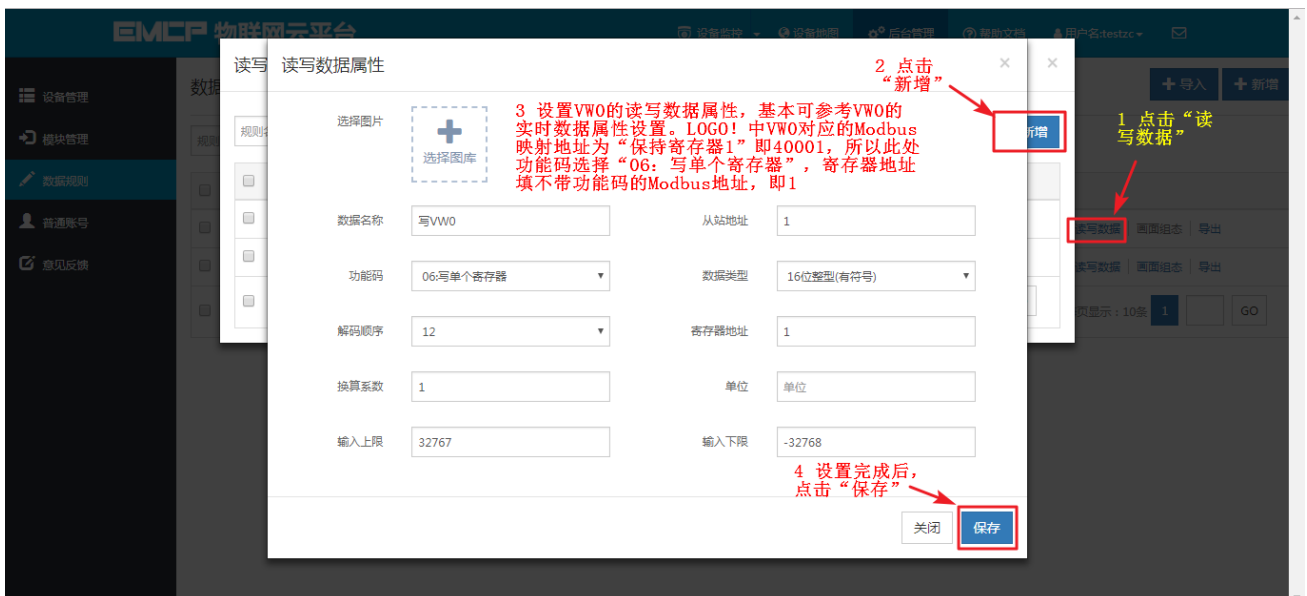 EMCP 物联网云平台
设备监控
设备地图
后台管理
帮助文档
用户名:testzc
设备管理
模块管理
数据规则
普通账号
意见反馈
数据
导入
新增
读写
读写数据属性
×
×
2 点击
“新增”
1 点击“读
写数据”
规则
规则
新增
选择图片
选择图库
3 设置VW0的读写数据属性，基本可参考VW0的
实时数据属性设置。LOGO！中VW0对应的Modbus
映射地址为“保持寄存器1”即40001，所以此处
功能码选择“06：写单个寄存器”，寄存器地址
填不带功能码的Modbus地址，即1
数据名称
写VW0
从站地址
1
读写数据
画面组态
导出
功能码
06:写单个寄存器
数据类型
16位整型(有符号)
读写数据
画面组态
导出
解码顺序
12
寄存器地址
1
页显示：10条
1
GO
换算系数
1
单位
单位
输入上限
32767
输入下限
-32768
4 设置完成后，
点击“保存”
关闭
保存